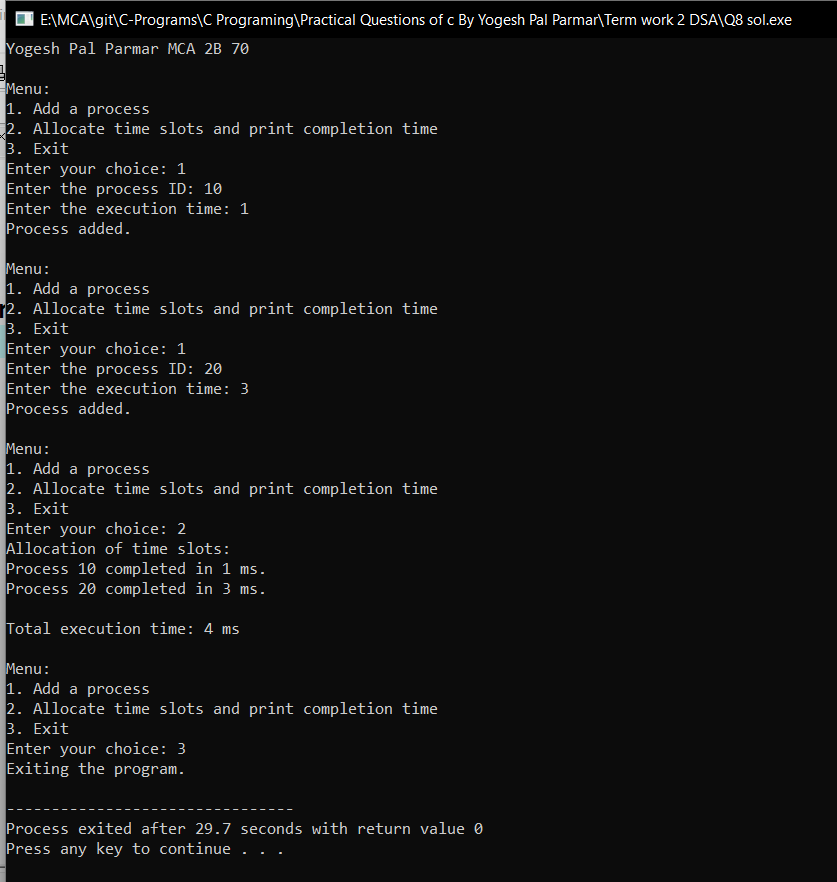 E:\MCA\git\C-Programs\C Programing\Practical Questions of c By Yogesh Pal Parmar\Term work 2 DSA\Q8 sol.exe
Yogesh Pal Parmar MCA 2B 70
Menu:
1. Add a process
2. Allocate time slots and print completion time
3. Exit
Enter your choice: 1
Enter the process ID: 10
Enter the execution time: 1
Process added.
Menu:
1. Add a process
2. Allocate time slots and print completion time
3. Exit
Enter your choice: 1
Enter the process ID: 20
Enter the execution time: 3
Process added.
Menu:
1. Add a process
2. Allocate time slots and print completion time
3. Exit
Enter your choice: 2
Allocation of time slots:
Process 10 completed in 1 ms.
Process 20 completed in 3 ms.
Total execution time: 4 ms
Menu:
1. Add a process
2. Allocate time slots and print completion time
3. Exit
Enter your choice: 3
Exiting the program.
--------------------------------
Process exited after 29.7 seconds with return value 0
Press any key to continue . . .